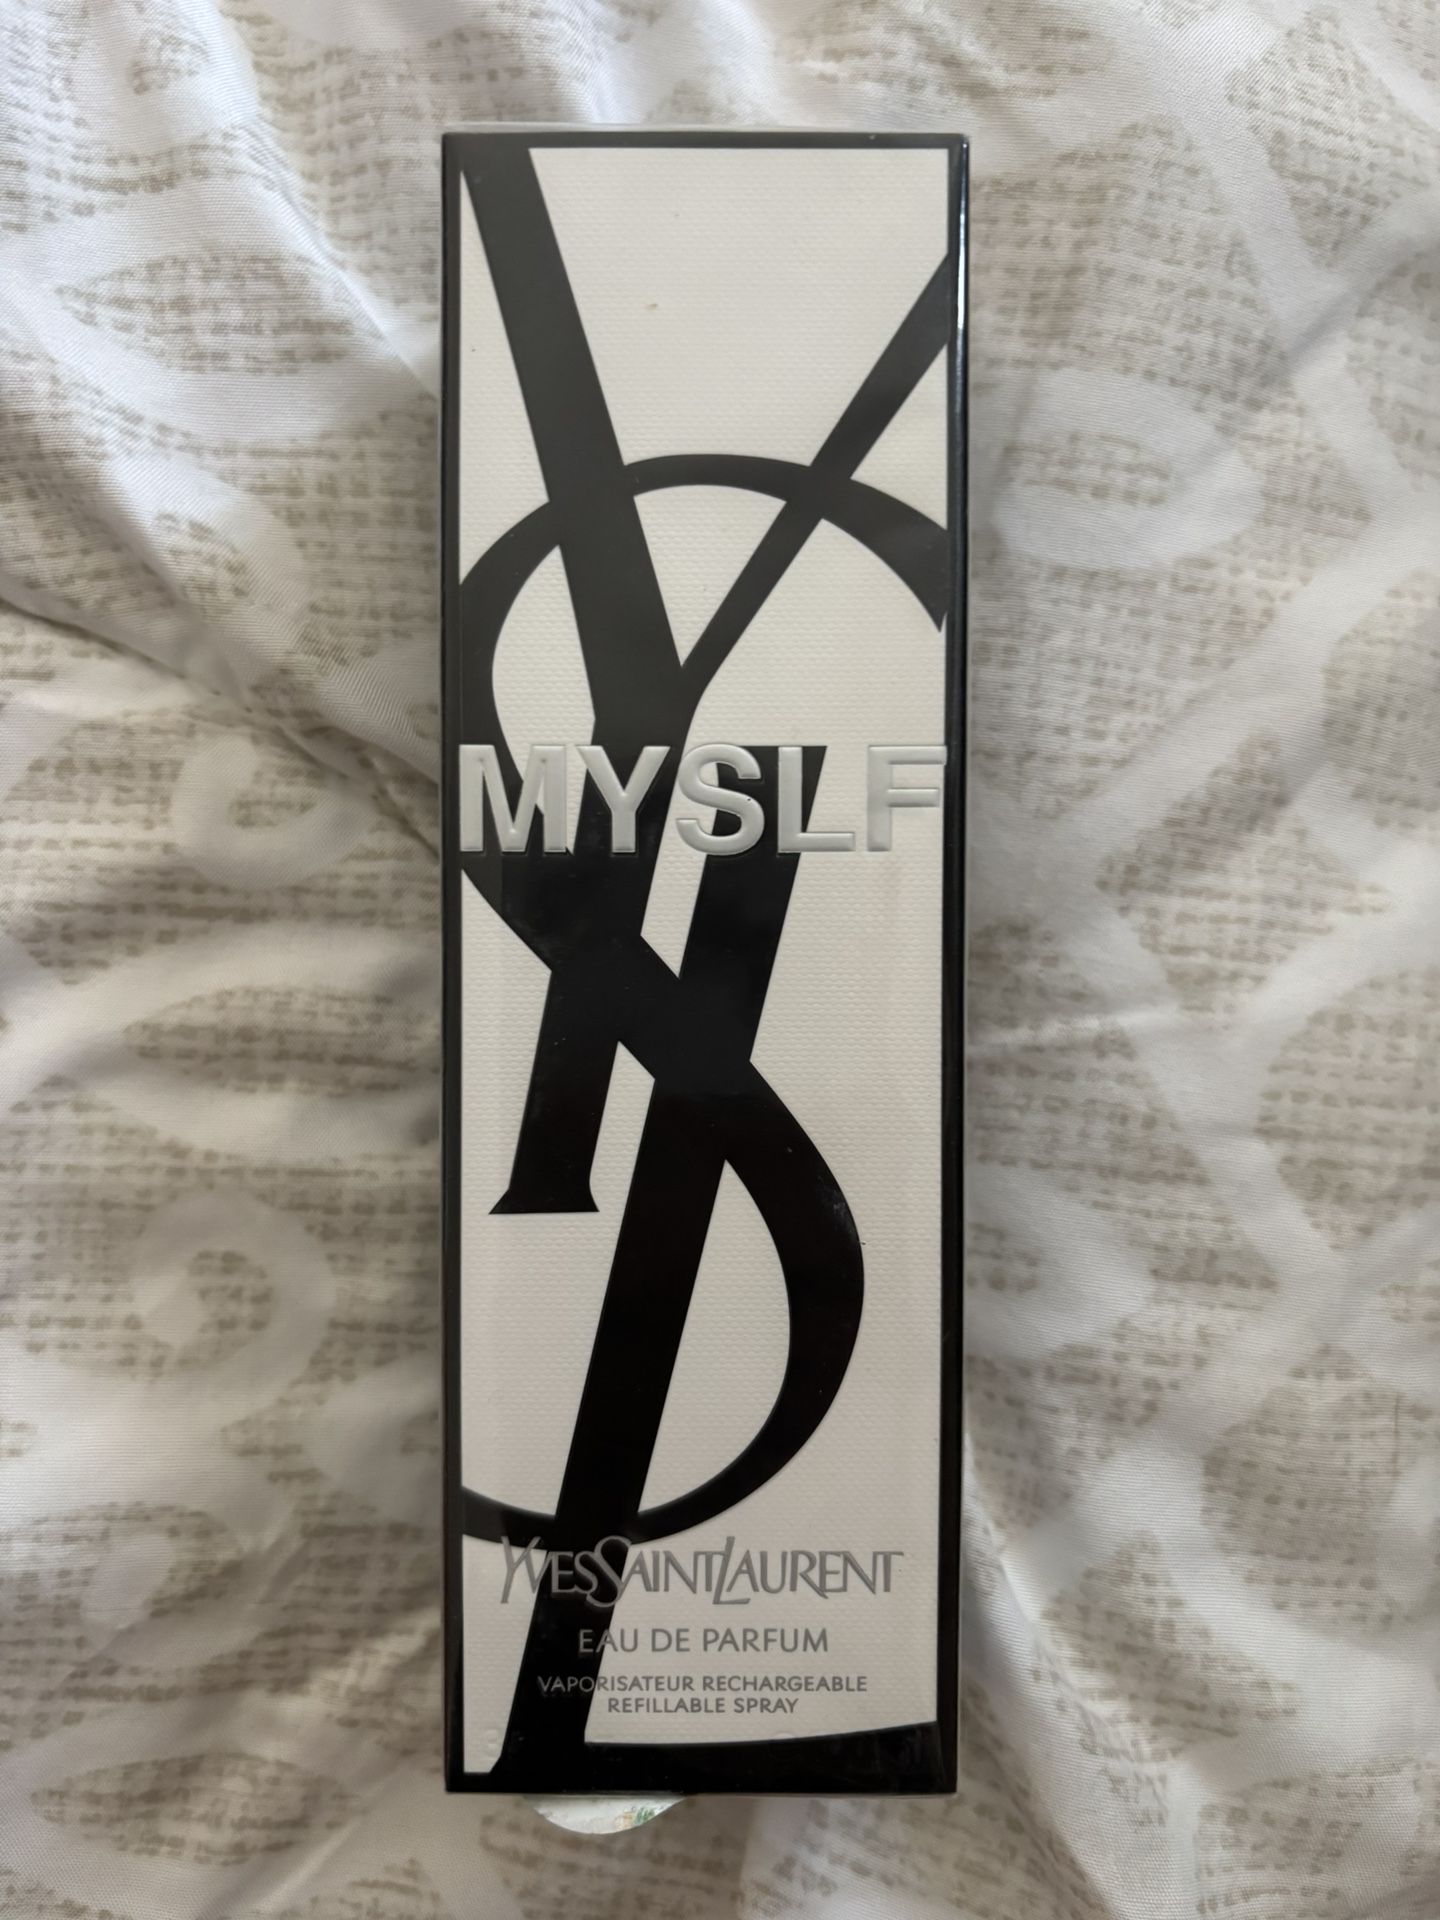 MYSLF
YVESSAINTLAURENT
EAU DE PARFUM
VAPORISATEUR RECHARGEABLE
REFILLABLE SPRAY